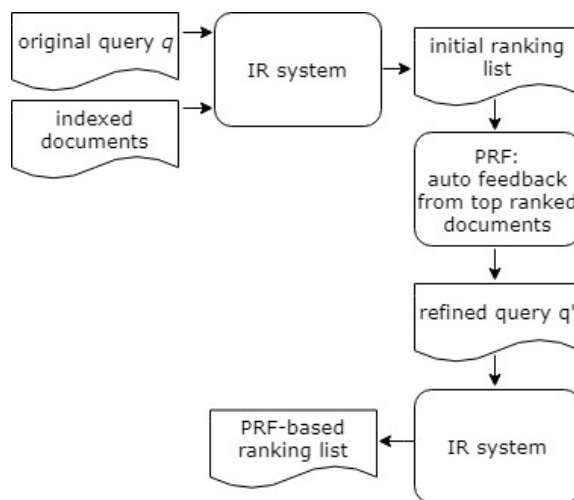 original query q
IR system
initial ranking
list
indexed
documents
PRF:
auto feedback
from top ranked
documents
refined query q'
PRF-based
ranking list
IR system